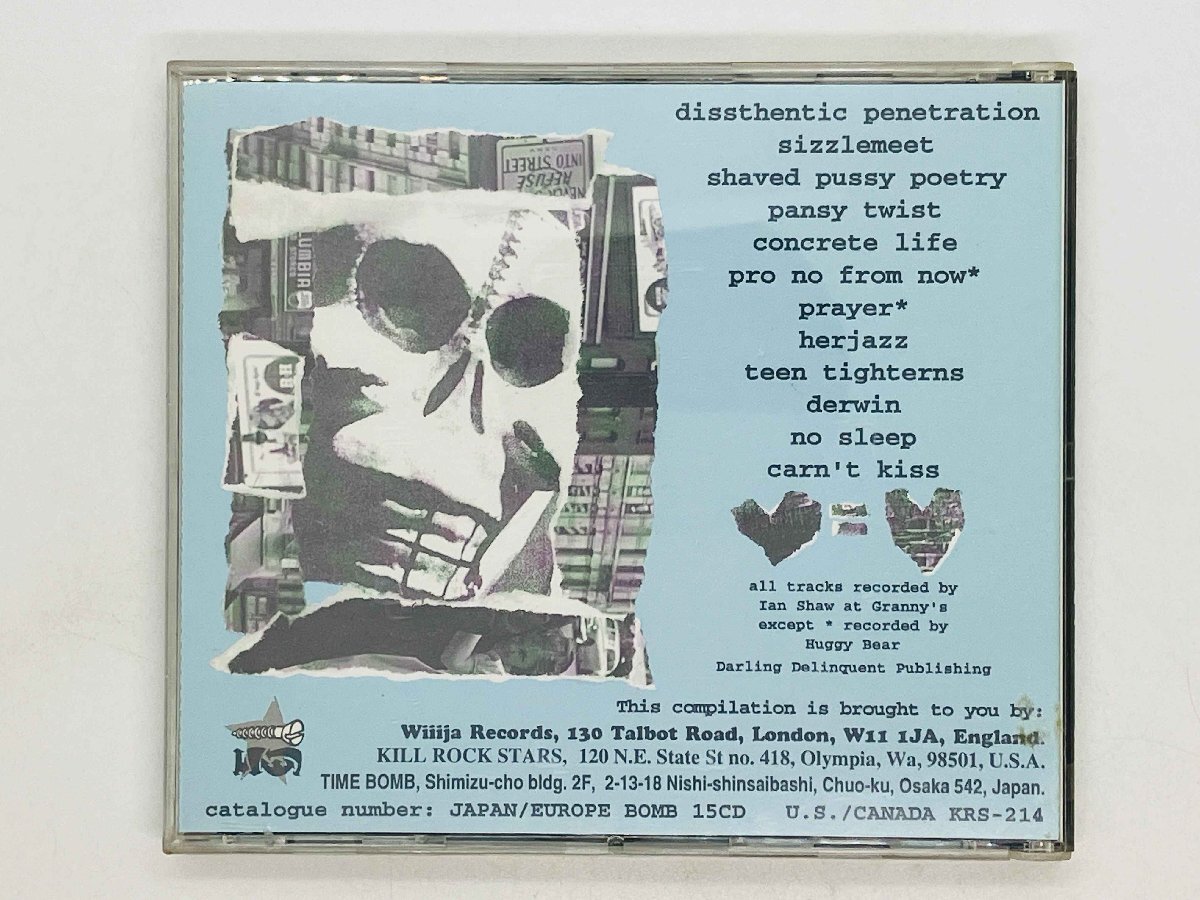 dissthentic penetration
sizzlemeet
shaved pussy poetry
pansy twist
concrete life
pro no from now*
prayer*
herjazz
teen tighterns
derwin
no sleep
carn't kiss
=
all tracks recorded by
Ian Shaw at Granny's
except * recorded by
Huggy Bear
Darling Delinquent Publishing
INTO STREET
REFUSE
This compilation is brought to you by:
Wiiija Records, 130 Talbot Road, London, W11 1JA, England.
KILL ROCK STARS, 120 N.E. State St no. 418, Olympia, Wa, 98501, U.S.A.
TIME BOMB, Shimizu-cho bldg. 2F, 2-13-18 Nishi-shinsaibashi, Chuo-ku, Osaka 542, Japan.
catalogue number: JAPAN/EUROPE BOMB 15CD U.S./CANADA KRS-214